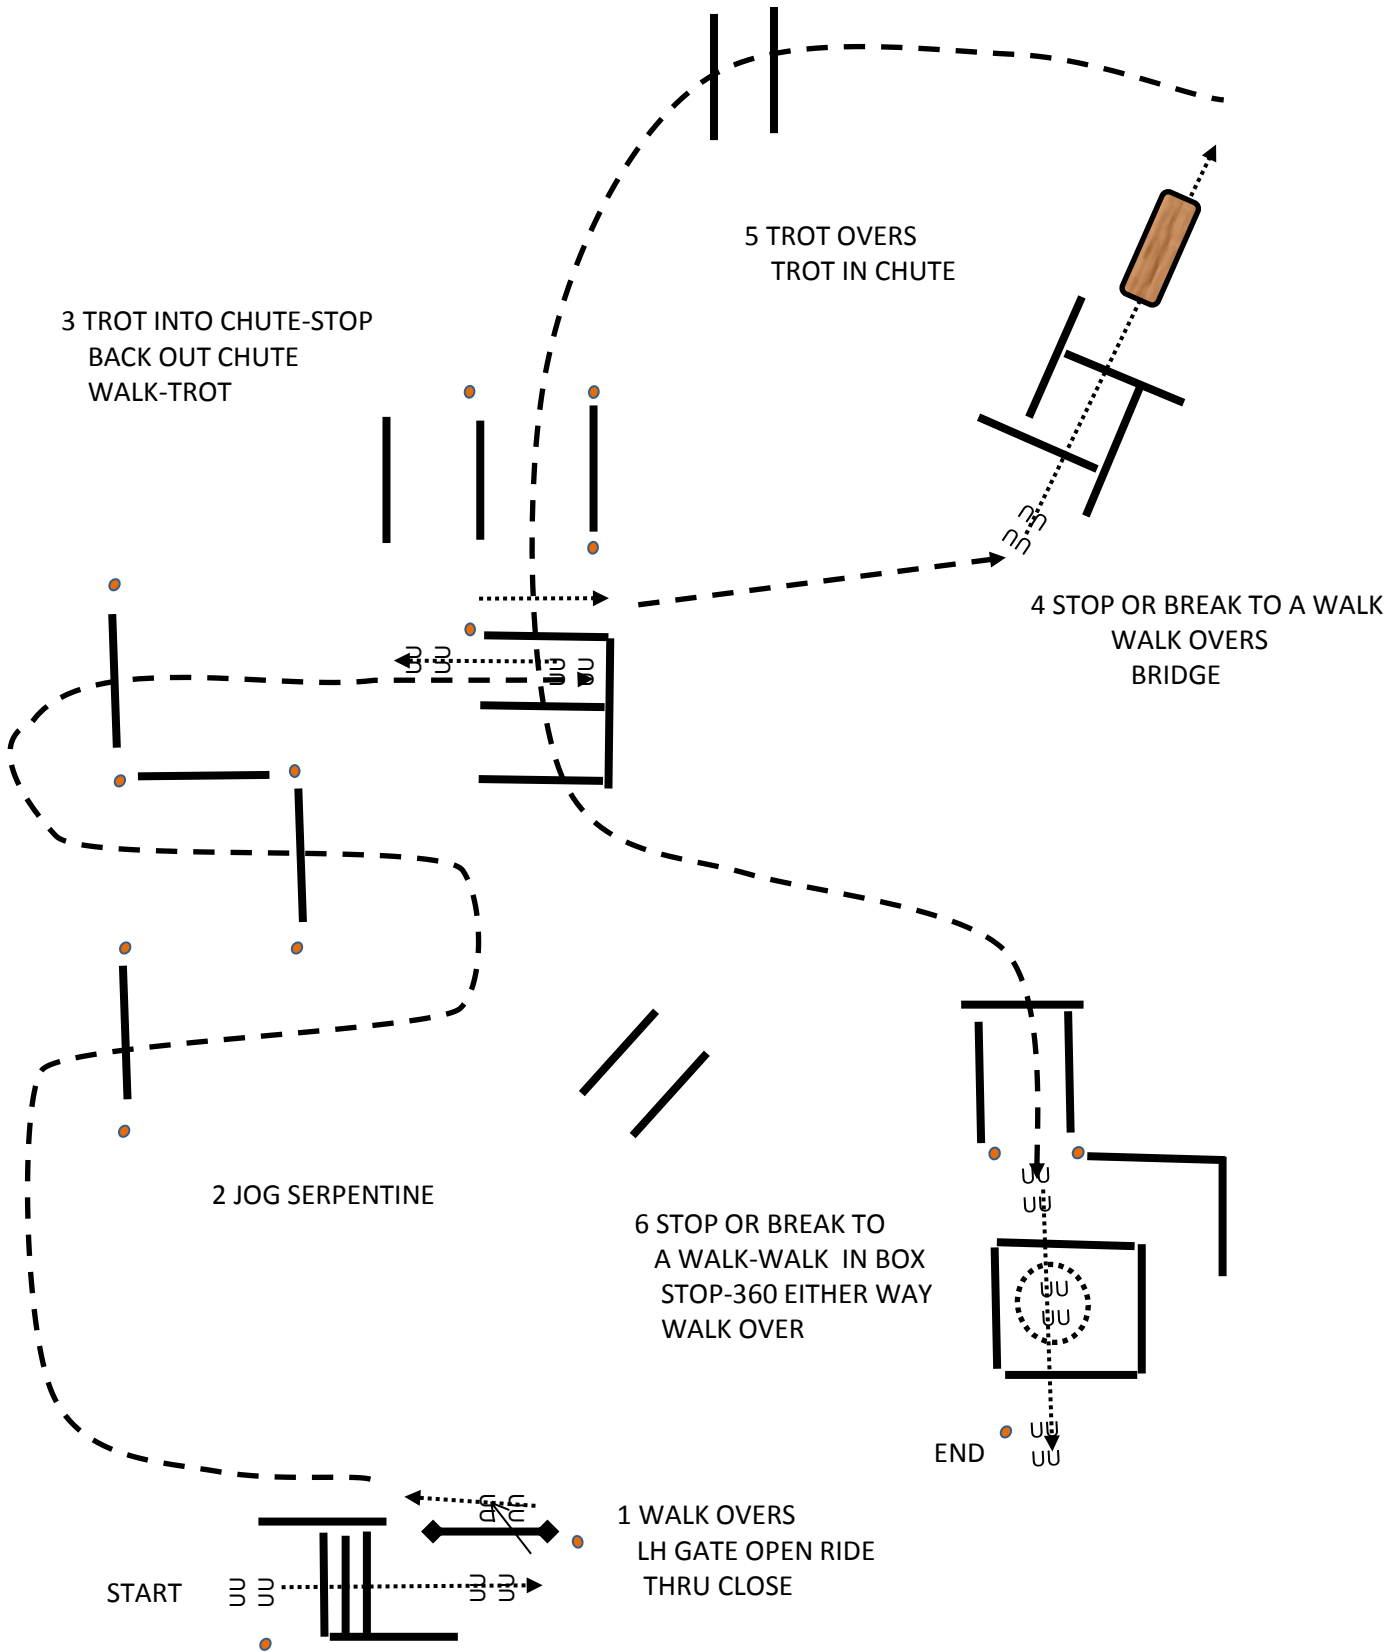 5 TROT OVERS
TROT IN CHUTE
3 TROT INTO CHUTE-STOP
BACK OUT CHUTE
WALK-TROT
4 STOP OR BREAK TO A WALK
WALK OVERS
BRIDGE
2 JOG SERPENTINE
6 STOP OR BREAK TO
A WALK-WALK IN BOX
STOP-360 EITHER WAY
WALK OVER
END
1 WALK OVERS
LH GATE OPEN RIDE
THRU CLOSE
START